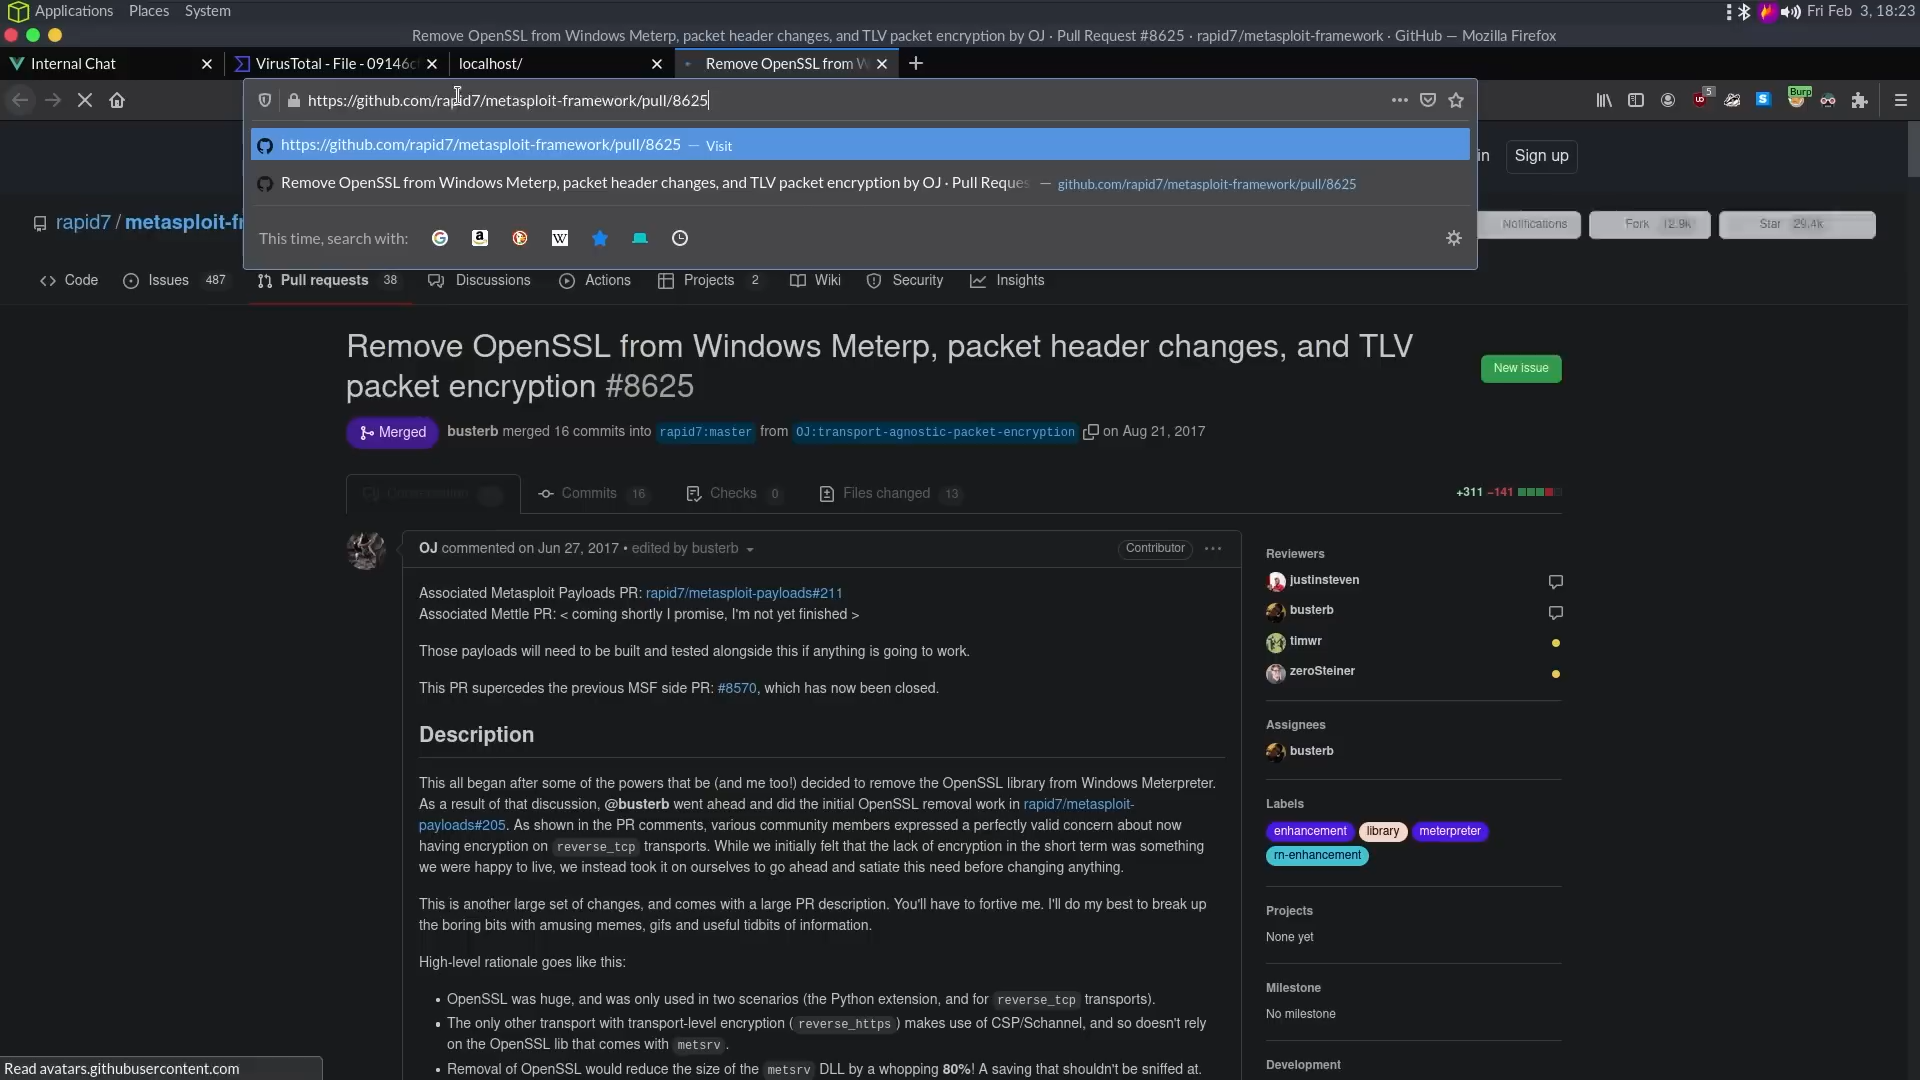 Applications Places System
Fri Feb 3, 18:23
Remove OpenSSL from Windows Meterp, packet header changes, and TLV packet encryption by OJ · Pull Request #8625 · rapid7/metasploit-framework · GitHub — Mozilla Firefox
Internal Chat
VirusTotal - File - 09146c
localhost/
Remove OpenSSL from W
https://github.com/rapid7/metasploit-framework/pull/8625
5
Burp
https://github.com/rapid7/metasploit-framework/pull/8625 — Visit
in Sign up
Remove OpenSSL from Windows Meterp, packet header changes, and TLV packet encryption by OJ · Pull Reques — github.com/rapid7/metasploit-framework/pull/8625
rapid7 / metasploit-fr
Notifications Fork 12.9k Star 29.4k
This time, search with:
Code Issues 487 Pull requests 38 Discussions Actions Projects 2 Wiki Security Insights
Remove OpenSSL from Windows Meterp, packet header changes, and TLV
packet encryption #8625
New issue
Merged busterb merged 16 commits into rapid7:master from OJ:transport-agnostic-packet-encryption on Aug 21, 2017
Conversation Commits 16 Checks 0 Files changed 13
+311 −141
OJ commented on Jun 27, 2017 • edited by busterb
Contributor
Associated Metasploit Payloads PR: rapid7/metasploit-payloads#211
Associated Mettle PR: < coming shortly I promise, I'm not yet finished >
Those payloads will need to be built and tested alongside this if anything is going to work.
This PR supercedes the previous MSF side PR: #8570, which has now been closed.
Description
This all began after some of the powers that be (and me too!) decided to remove the OpenSSL library from Windows Meterpreter.
As a result of that discussion, @busterb went ahead and did the initial OpenSSL removal work in rapid7/metasploit-
payloads#205. As shown in the PR comments, various community members expressed a perfectly valid concern about now
having encryption on reverse_tcp transports. While we initially felt that the lack of encryption in the short term was something
we were happy to live, we instead took it on ourselves to go ahead and satiate this need before changing anything.
This is another large set of changes, and comes with a large PR description. You'll have to fortive me. I'll do my best to break up
the boring bits with amusing memes, gifs and useful tidbits of information.
High-level rationale goes like this:
• OpenSSL was huge, and was only used in two scenarios (the Python extension, and for reverse_tcp transports).
• The only other transport with transport-level encryption ( reverse_https ) makes use of CSP/Schannel, and so doesn't rely
on the OpenSSL lib that comes with metsrv .
• Removal of OpenSSL would reduce the size of the metsrv DLL by a whopping 80%! A saving that shouldn't be sniffed at.
Reviewers
justinsteven
busterb
timwr
zeroSteiner
Assignees
busterb
Labels
enhancement library meterpreter
rn-enhancement
Projects
None yet
Milestone
No milestone
Development
Read avatars.githubusercontent.com